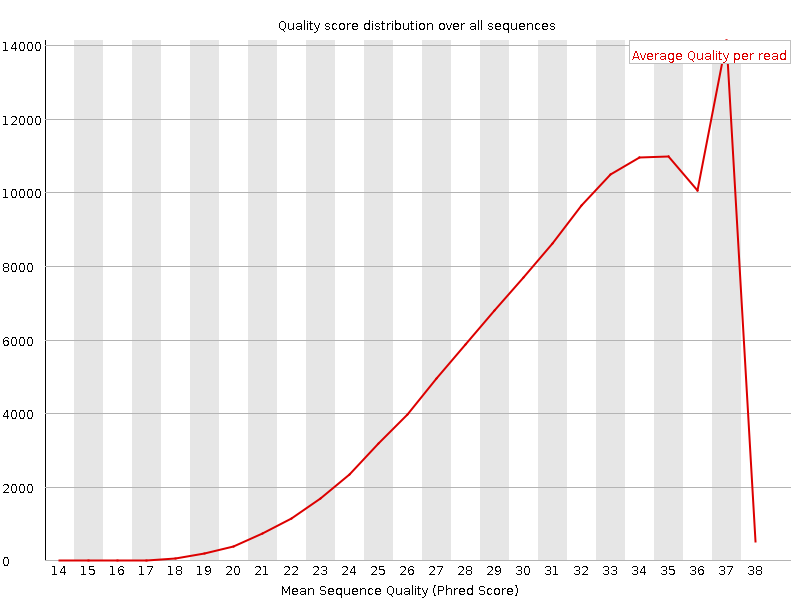 Quality score distribution over all sequences
14000
Average Quality per read
12000
10000
8000
6000
4000
2000
0
14 15 16 17 18 19 20 21 22 23 24 25 26 27 28 29 30 31 32 33 34 35 36 37 38
Mean Sequence Quality (Phred Score)